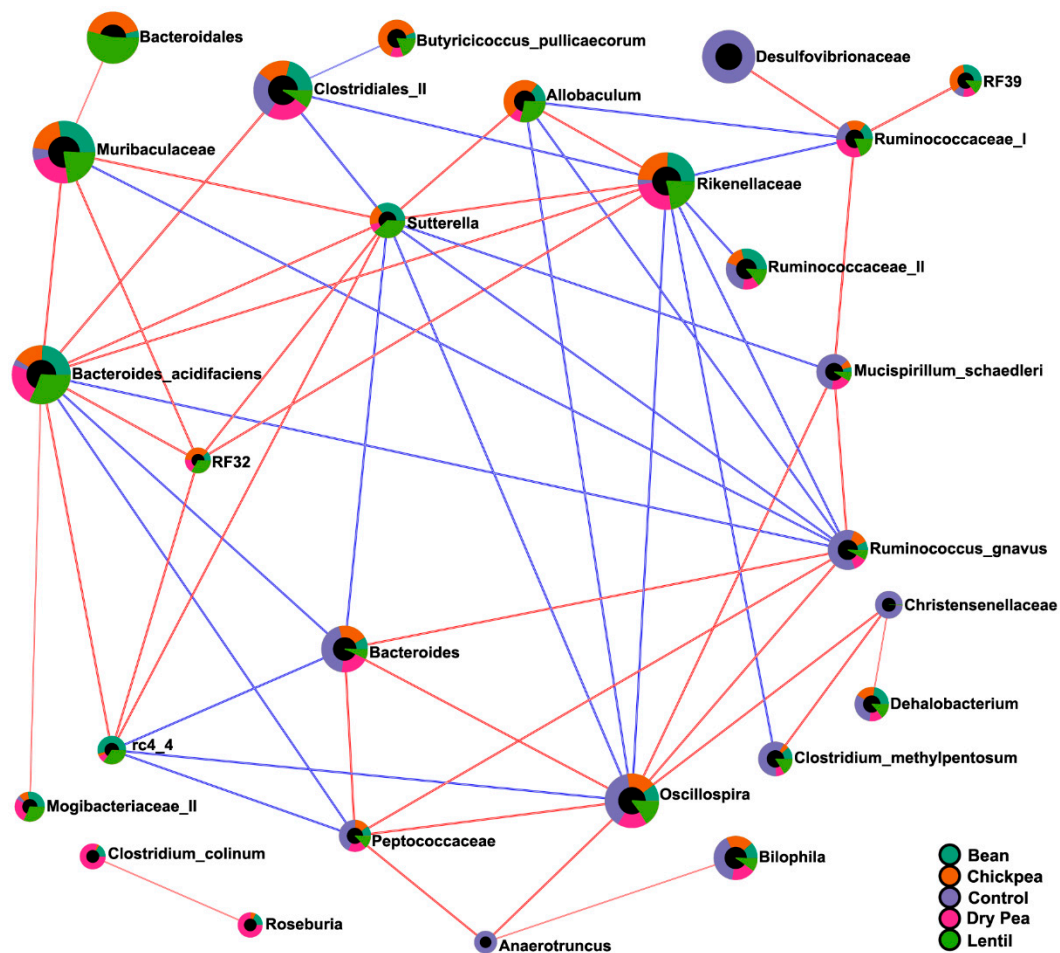 Bacteroidales
Butyricicoccus_pullicaecorum
Desulfovibrionaceae
RF39
Clostridiales_II
Allobaculum
Muribaculaceae
Ruminococcaceae_I
Rikenellaceae
Sutterella
Ruminococcaceae_II
Bacteroides_acidifaciens
Mucispirillum_schaedleri
RF32
Ruminococcus_gnavus
Christensenellaceae
Bacteroides
Dehalobacterium
rc4_4
Clostridium_methylpentosum
Mogibacteriaceae_II
Oscillospira
Peptococcaceae
Clostridium_colinum
Bilophila
Roseburia
Anaerotruncus
Bean
Chickpea
Control
Dry Pea
Lentil